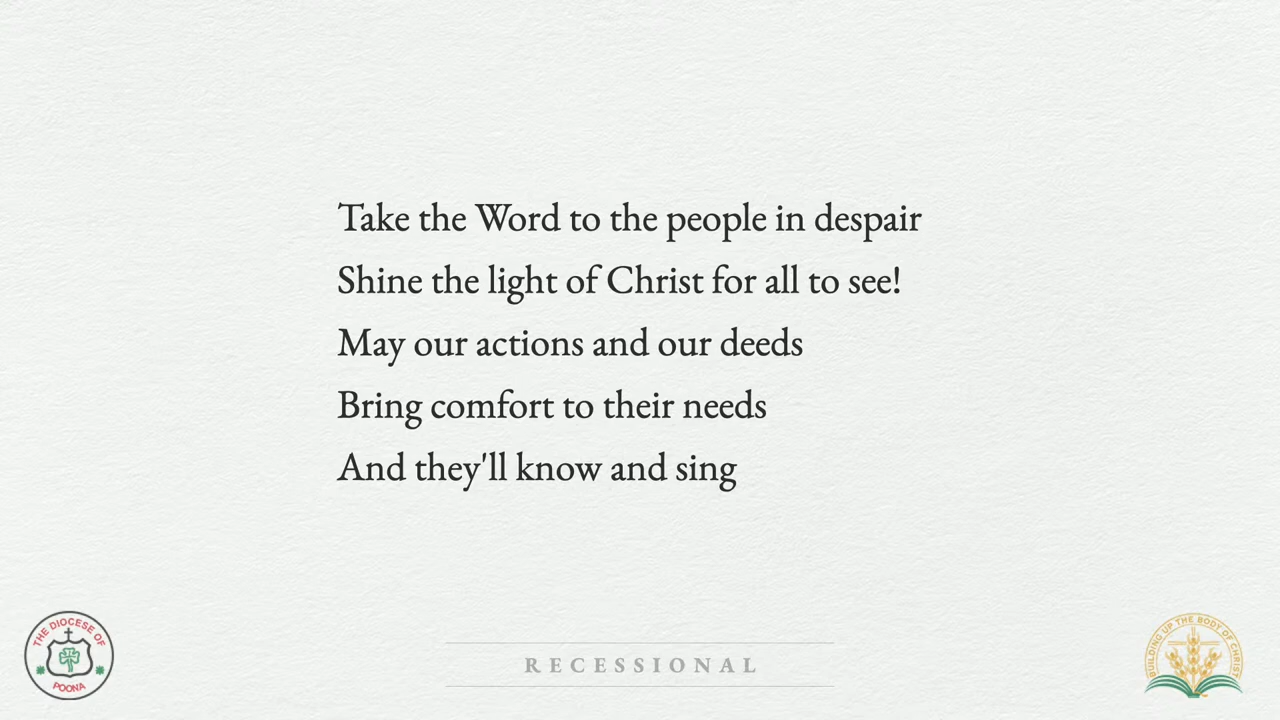 Take the Word to the people in despair
Shine the light of Christ for all to see!
May our actions and our deeds
Bring comfort to their needs
And they'll know and sing
THE DIOCESE OF
POONA
RECESSIONAL
BUILDING UP THE BODY OF CHRIST